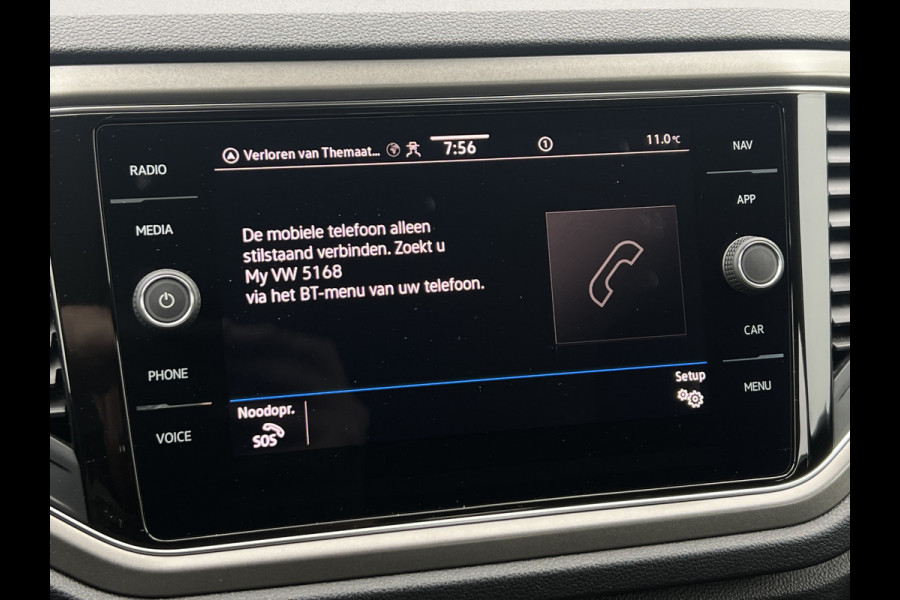 RADIO
MEDIA
PHONE
VOICE
Verloren van Themaat... 7:56 1 11.0°C
De mobiele telefoon alleen
stilstaand verbinden. Zoekt u
My VW 5168
via het BT-menu van uw telefoon.
Noodopr.
SOS
Setup
NAV
APP
CAR
MENU